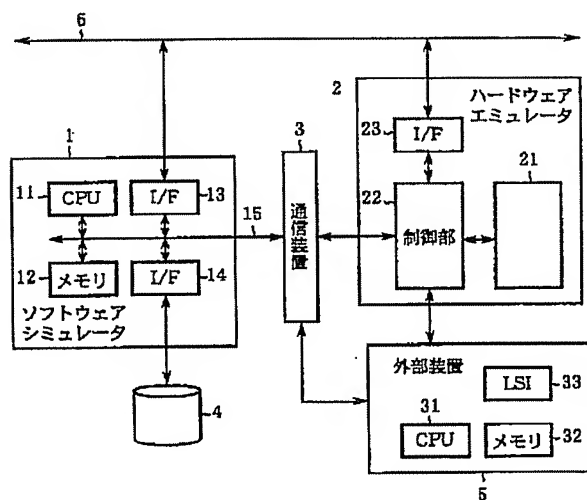 6
2
ハードウェア
エミュレータ
23
I/F
21
3
1
11
CPU
I/F
13
15
通信装置
22
制御部
12
メモリ
I/F
14
ソフトウェア
シミュレータ
外部装置
LSI
33
31
CPU
メモリ
32
4
5